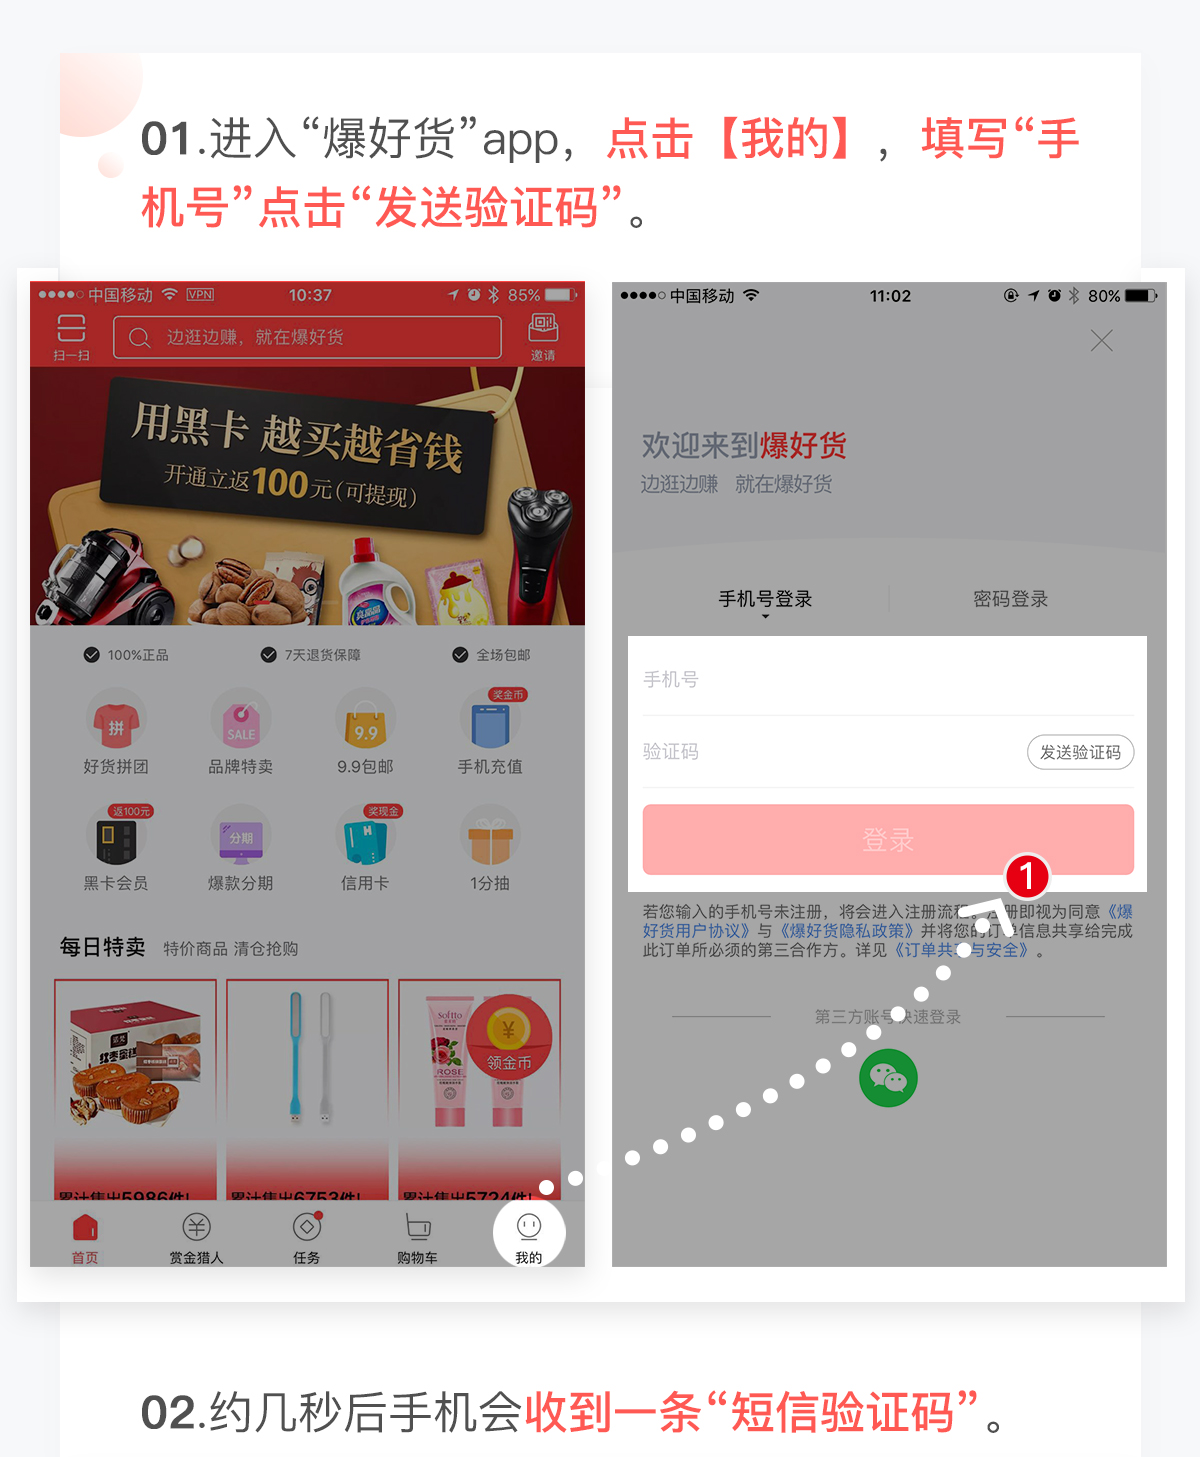 01.进入“爆好货”app，点击【我的】，填写“手
机号”点击“发送验证码”。
中国移动 VPN 10:37 85%
扫一扫
边逛边赚，就在爆好货
邀请
用黑卡 越买越省钱
开通立返100元(可提现)
100%正品 7天退货保障 全场包邮
奖金币
拼 SALE 9.9
好货拼团 品牌特卖 9.9包邮 手机充值
返100元 奖现金
分期
黑卡会员 爆款分期 信用卡 1分抽
每日特卖 特价商品 清仓抢购
Softto
ROSE
领金币
累计售出5986件! 累计售出6753件! 累计售出5724件!
首页 赏金猎人 任务 购物车 我的
中国移动 11:02 80%
欢迎来到爆好货
边逛边赚 就在爆好货
手机号登录 密码登录
手机号
验证码 发送验证码
登录
1
若您输入的手机号未注册，将会进入注册流程。注册即视为同意《爆
好货用户协议》与《爆好货隐私政策》并将您的订单信息共享给完成
此订单所必须的第三合作方。详见《订单共享与安全》。
第三方账号快速登录
02.约几秒后手机会收到一条“短信验证码”。